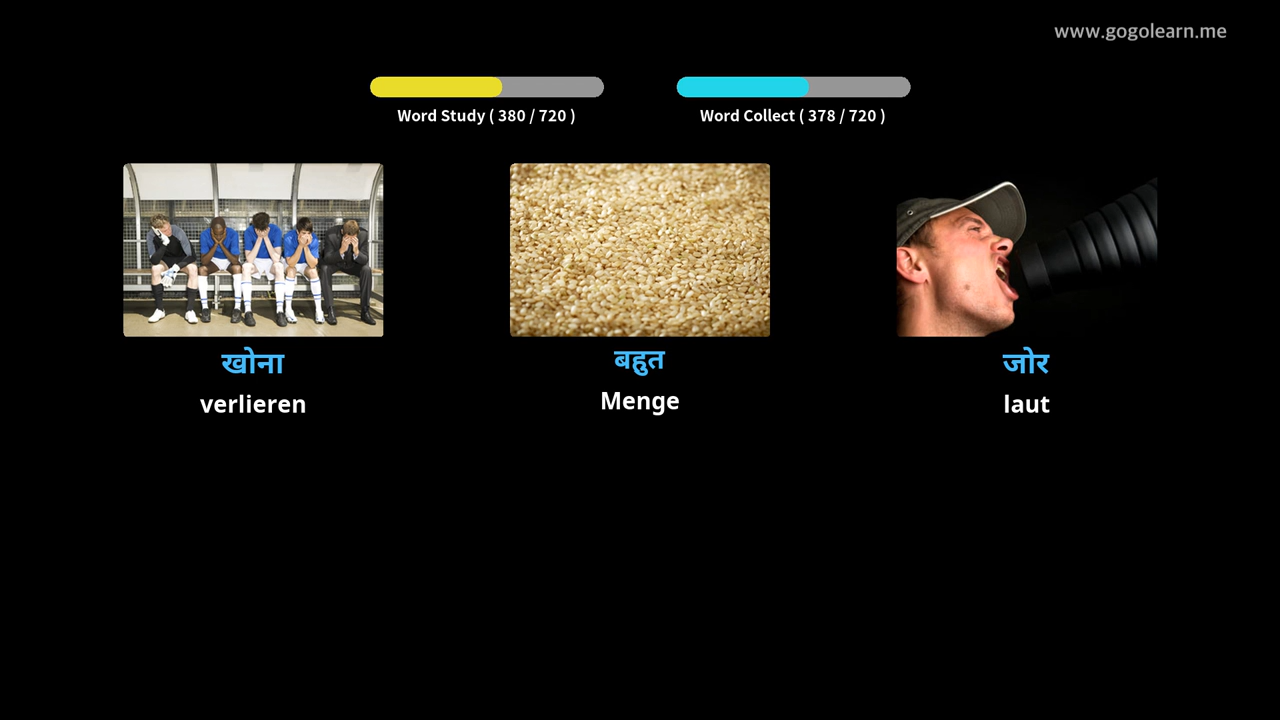 www.gogolearn.me
Word Study ( 380 / 720 )
Word Collect ( 378 / 720 )
खोना
बहुत
जोर
verlieren
Menge
laut